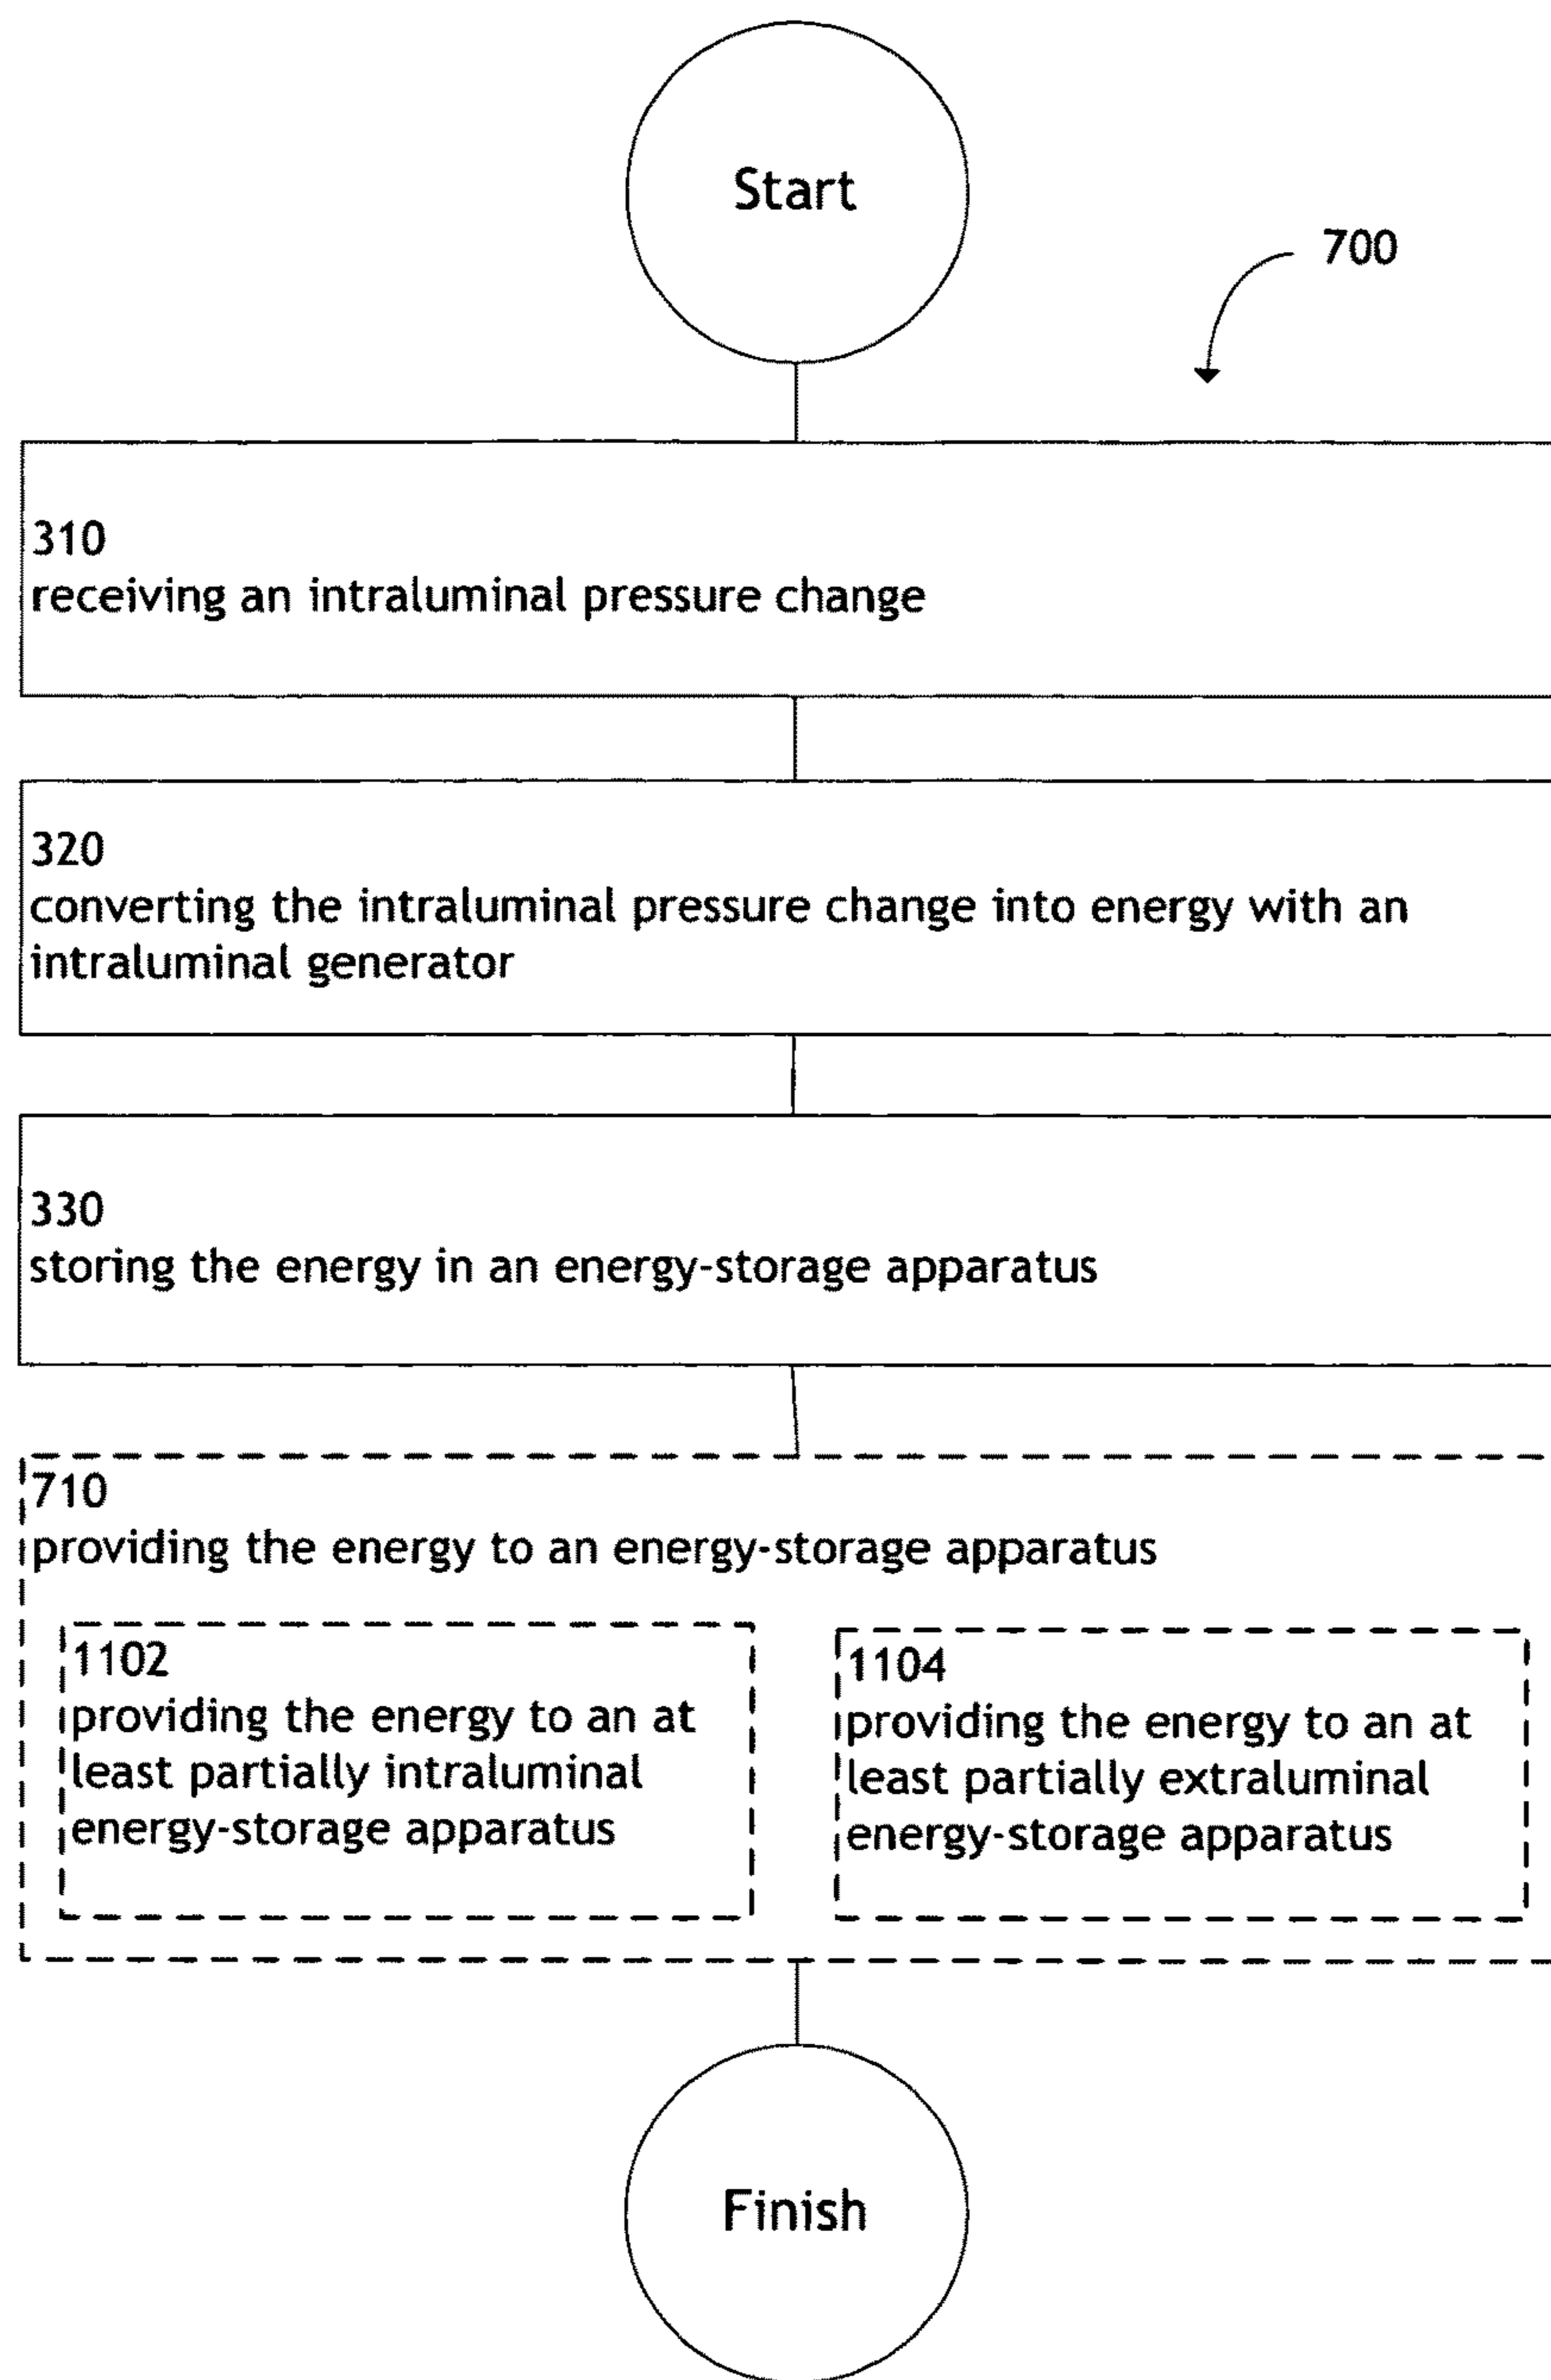 Start
700
310
receiving an intraluminal pressure change
320
converting the intraluminal pressure change into energy with an
intraluminal generator
330
storing the energy in an energy-storage apparatus
710
providing the energy to an energy-storage apparatus
1102
providing the energy to an at
least partially intraluminal
energy-storage apparatus
1104
providing the energy to an at
least partially extraluminal
energy-storage apparatus
Finish